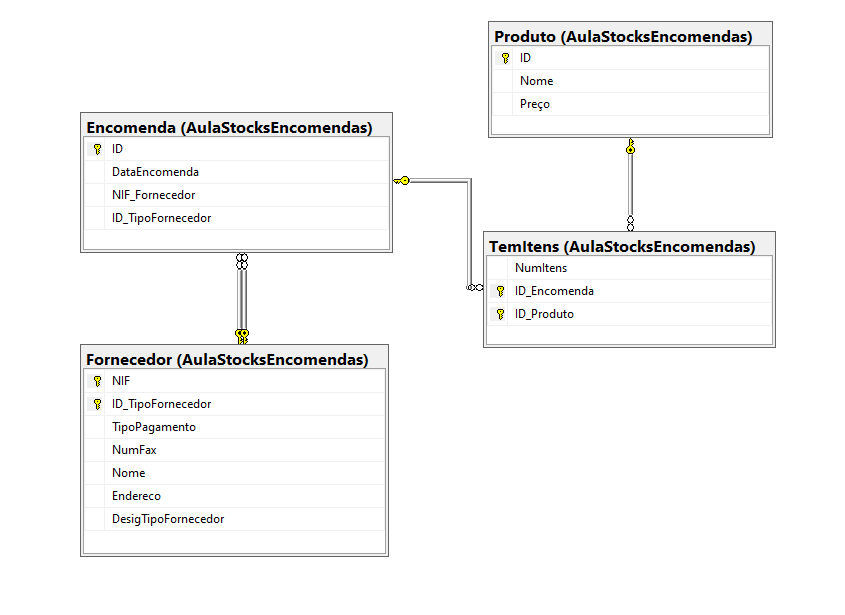 Produto (AulaStocksEncomendas)
ID
Nome
Preço
Encomenda (AulaStocksEncomendas)
ID
DataEncomenda
NIF_Fornecedor
ID_TipoFornecedor
TemItens (AulaStocksEncomendas)
NumItens
ID_Encomenda
ID_Produto
Fornecedor (AulaStocksEncomendas)
NIF
ID_TipoFornecedor
TipoPagamento
NumFax
Nome
Endereco
DesigTipoFornecedor